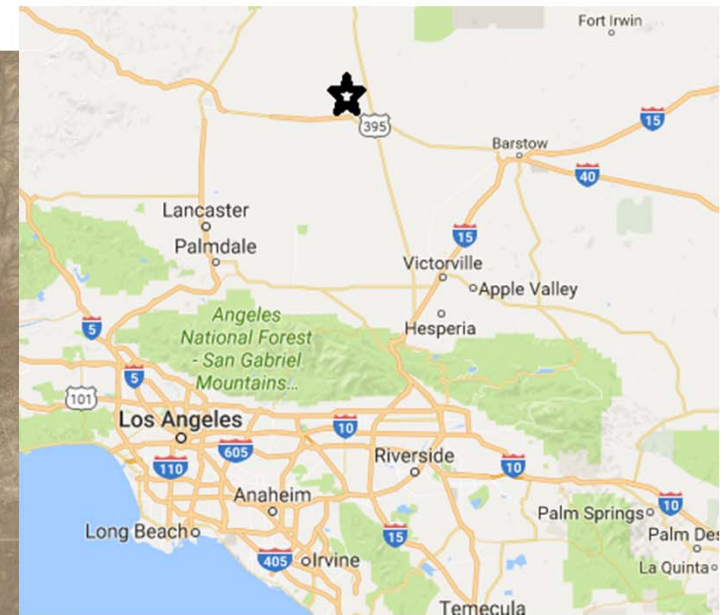 Fort Irwin
395
15
Barstow
40
Lancaster
15
Palmdale
Victorville
Apple Valley
5
Angeles
National Forest
- San Gabriel
Mountains...
Hesperia
5
101
Los Angeles
10
605
Riverside
110
10
Anaheim
10
Palm Springs
Long Beach
15
Palm Des
405
Irvine
La Quinta
Temecula